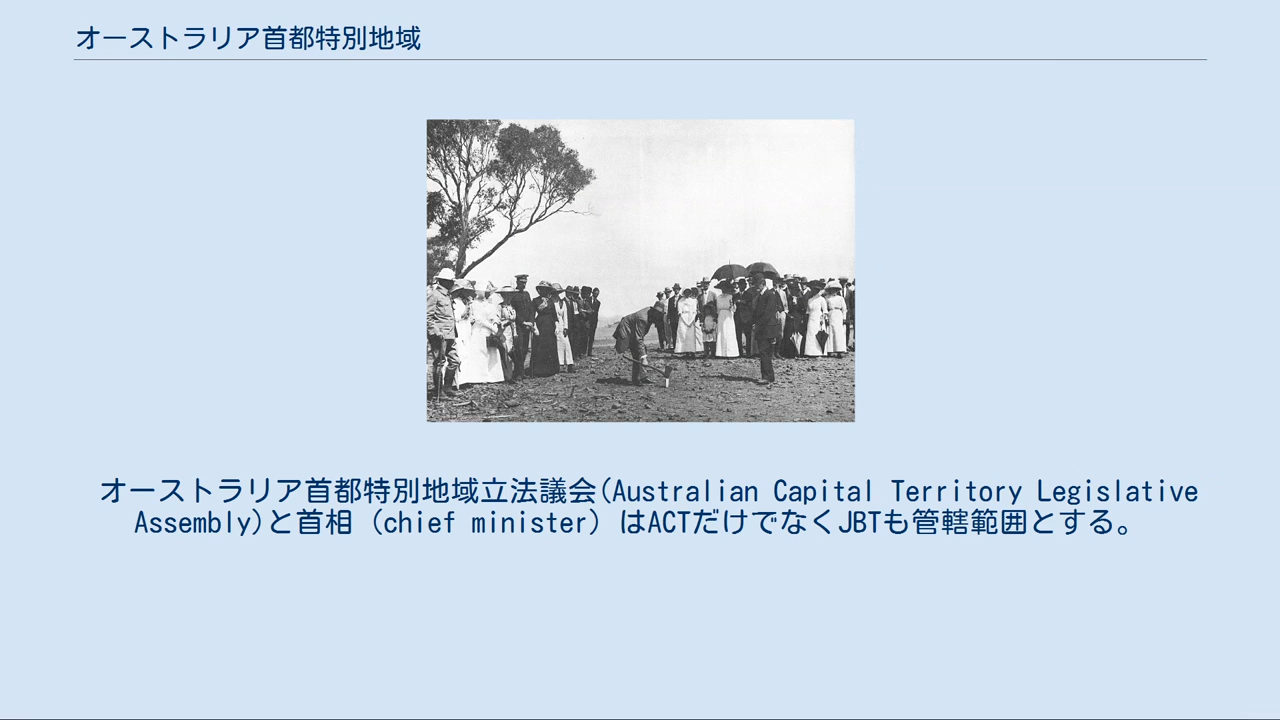 オーストラリア首都特別地域
オーストラリア首都特別地域立法議会(Australian Capital Territory Legislative
Assembly)と首相（chief minister）はACTだけでなくJBTも管轄範囲とする。